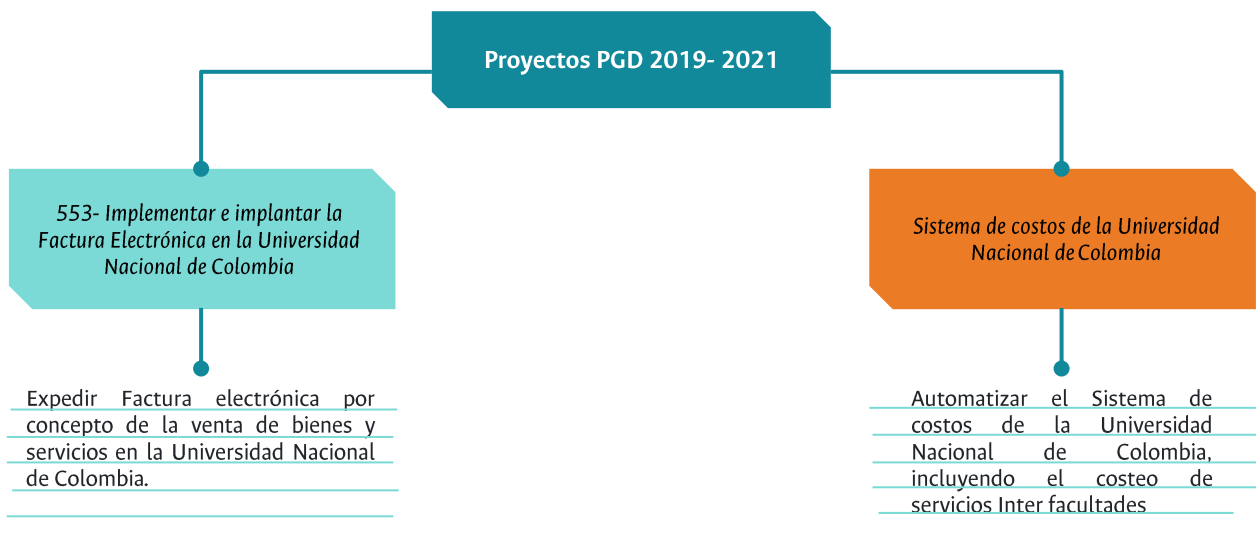 Proyectos PGD 2019- 2021
553- Implementar e implantar la
Factura Electrónica en la Universidad
Nacional de Colombia
Sistema de costos de la Universidad
Nacional de Colombia
Expedir Factura electrónica por
concepto de la venta de bienes y
servicios en la Universidad Nacional
de Colombia.
Automatizar el Sistema de
costos de la Universidad
Nacional de Colombia,
incluyendo el costeo de
servicios Inter facultades